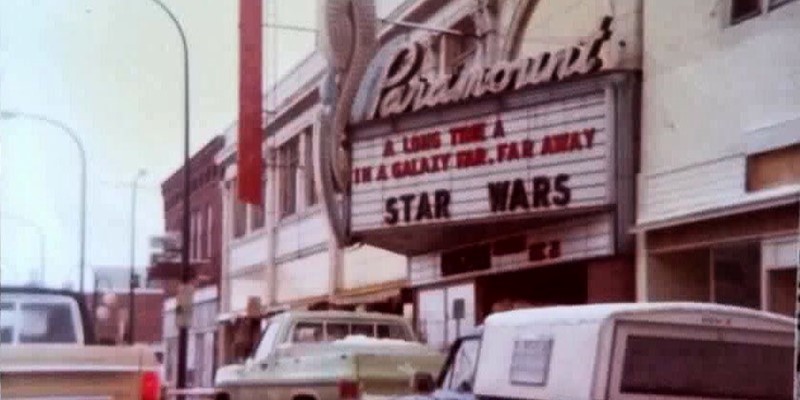 Paramount
A LONG TIME A
IN A GALAXY FAR, FAR AWAY
STAR WARS